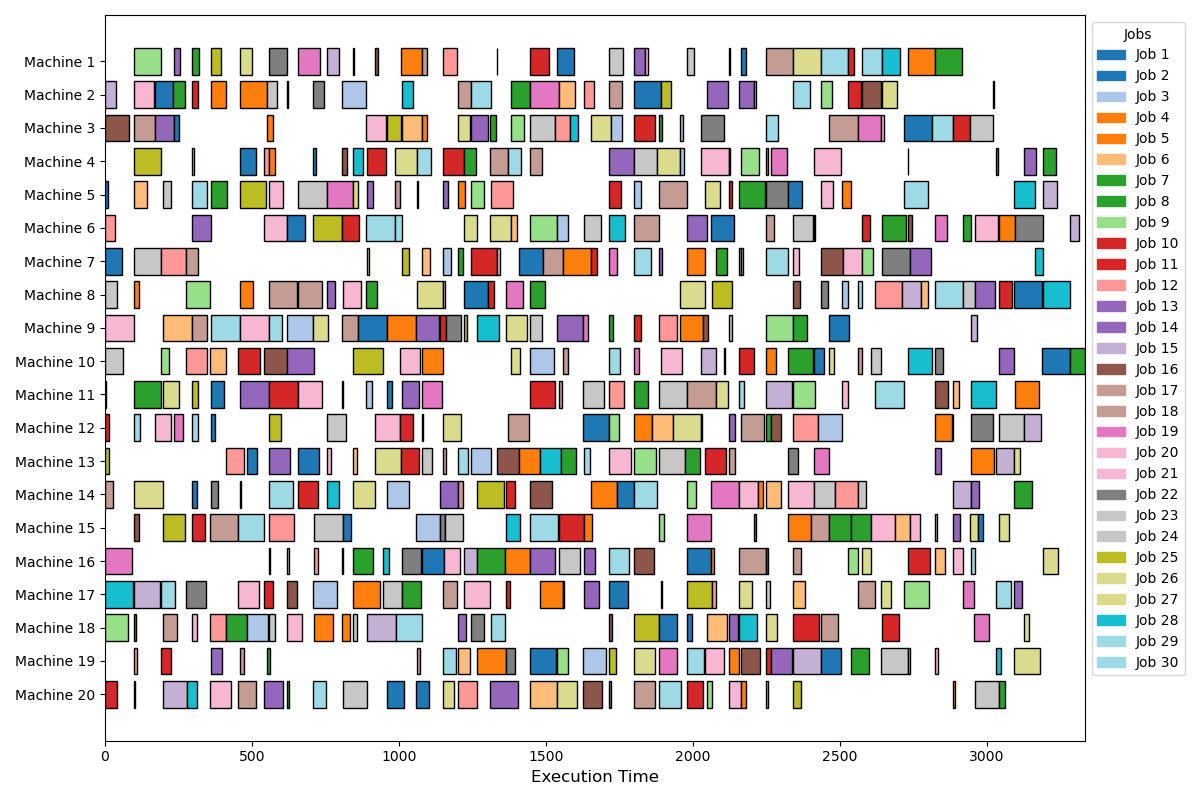 Machine 1
Machine 2
Machine 3
Machine 4
Machine 5
Machine 6
Machine 7
Machine 8
Machine 9
Machine 10
Machine 11
Machine 12
Machine 13
Machine 14
Machine 15
Machine 16
Machine 17
Machine 18
Machine 19
Machine 20
0 500 1000 1500 2000 2500 3000
Execution Time
Jobs
Job 1
Job 2
Job 3
Job 4
Job 5
Job 6
Job 7
Job 8
Job 9
Job 10
Job 11
Job 12
Job 13
Job 14
Job 15
Job 16
Job 17
Job 18
Job 19
Job 20
Job 21
Job 22
Job 23
Job 24
Job 25
Job 26
Job 27
Job 28
Job 29
Job 30